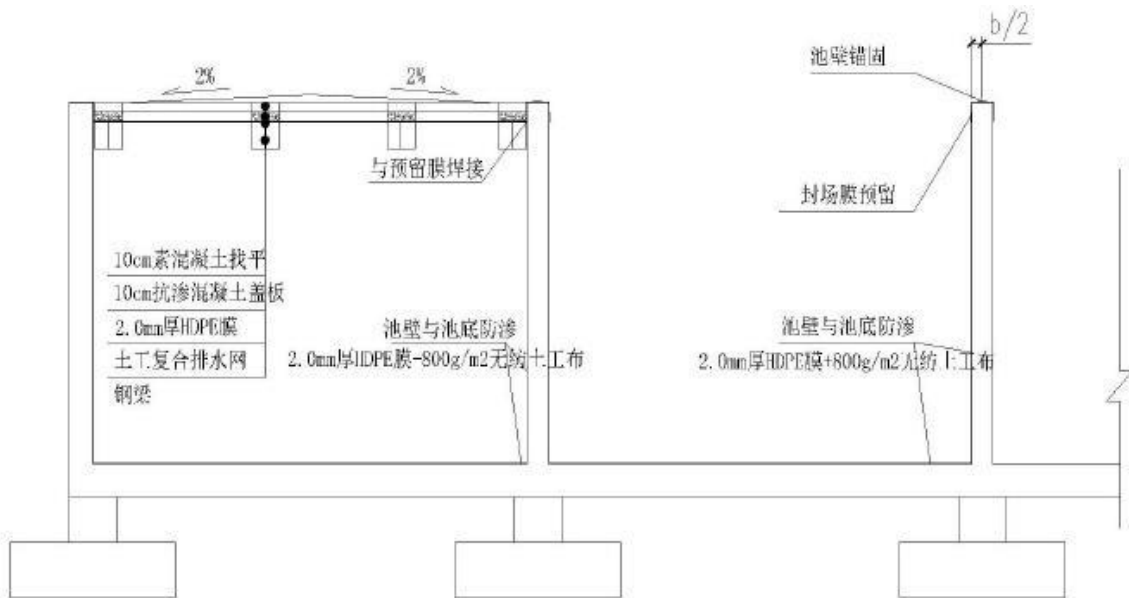 b/2
池壁锚固
2%
2%
与预留膜焊接
封场膜预留
10cm素混凝土找平
10cm抗渗混凝土盖板
2.0mm厚HDPE膜
土工复合排水网
钢梁
池壁与池底防渗
2.0mm厚HDPE膜+800g/m2无纺土工布
池壁与池底防渗
2.0mm厚HDPE膜+800g/m2无纺土工布